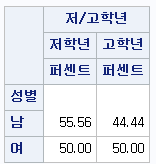 저/고학년
저학년 고학년
퍼센트 퍼센트
성별
남 55.56 44.44
여 50.00 50.00